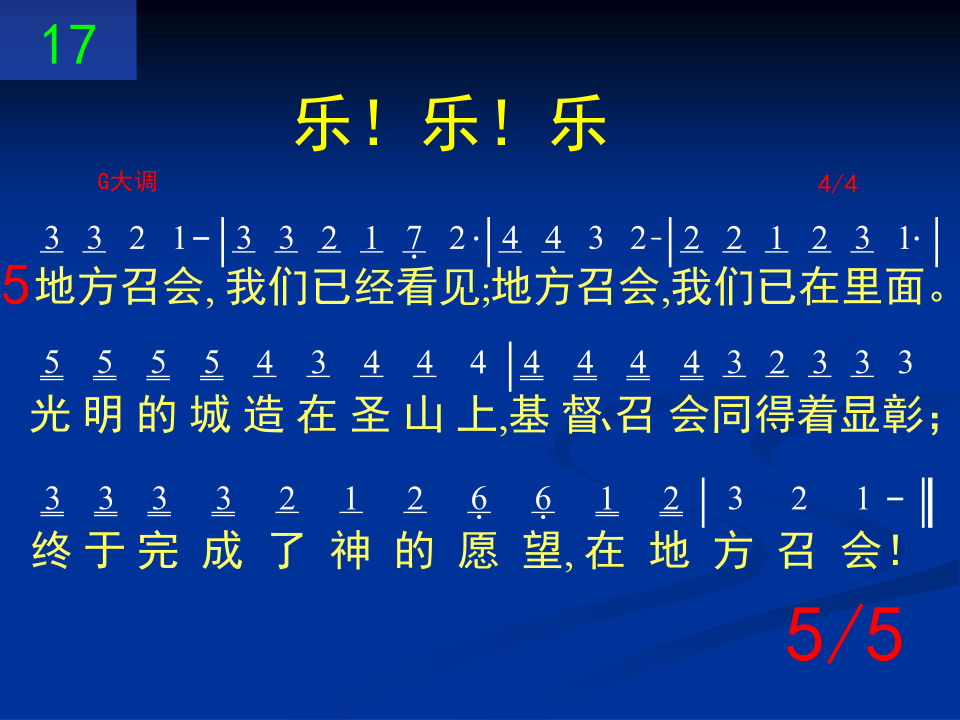 17
乐！乐！乐
G大调 4/4
3 3 2 1－|3 3 2 1 7 2·|4 4 3 2－|2 2 1 2 3 1·|
5地方召会,我们已经看见;地方召会,我们已在里面。
5 5 5 5 4 3 4 4 4|4 4 4 4 3 2 3 3 3
光明的城造在圣山上,基督、召会同得着显彰；
3 3 3 3 2 1 2 6 6 1 2|3 2 1－‖
终于完成了神的愿望,在地方召会！
5/5